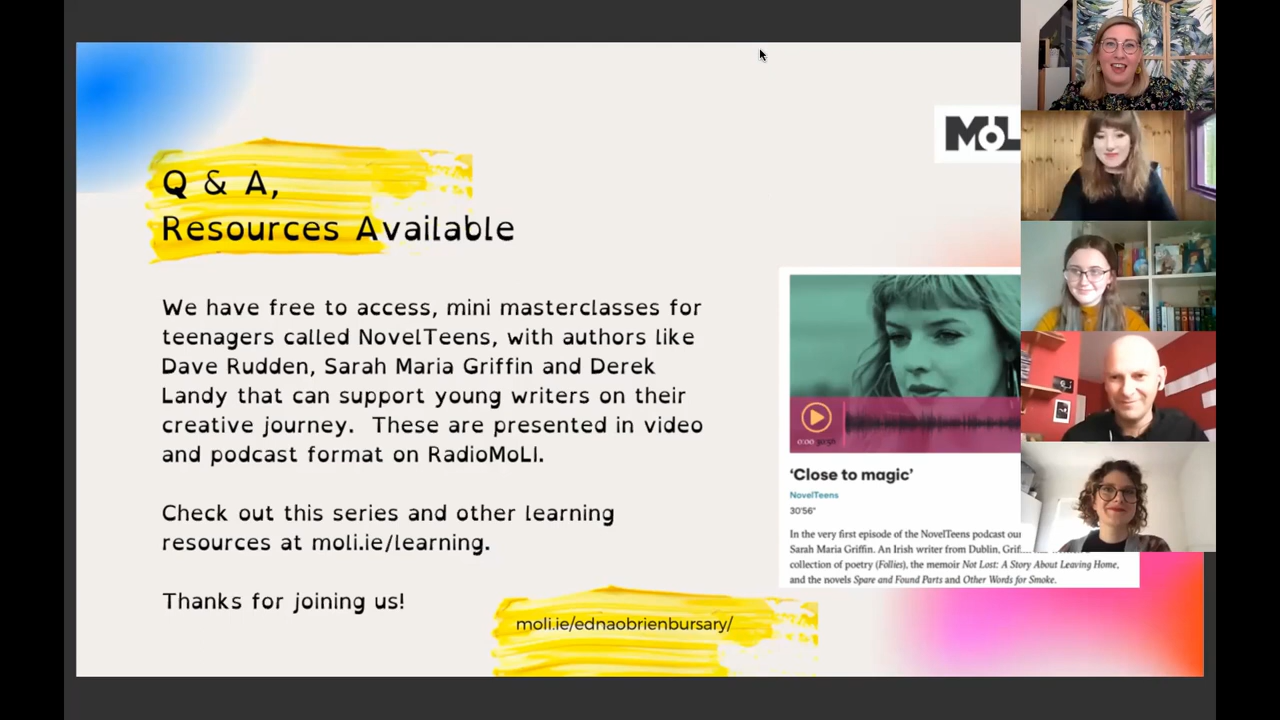 Q & A,
Resources Available
We have free to access, mini masterclasses for
teenagers called NovelTeens, with authors like
Dave Rudden, Sarah Maria Griffin and Derek
Landy that can support young writers on their
creative journey. These are presented in video
and podcast format on RadioMoLI.
Check out this series and other learning
resources at moli.ie/learning.
Thanks for joining us!
moli.ie/ednaobrienbursary/
MoL
0:00 30:56
‘Close to magic’
NovelTeens
30'56"
In the very first episode of the NovelTeens podcast our
Sarah Maria Griffin. An Irish writer from Dublin,
collection of poetry (Follies), the memoir Not Lost: A Story About Leaving Home,
and the novels Spare and Found Parts and Other Words for Smoke.